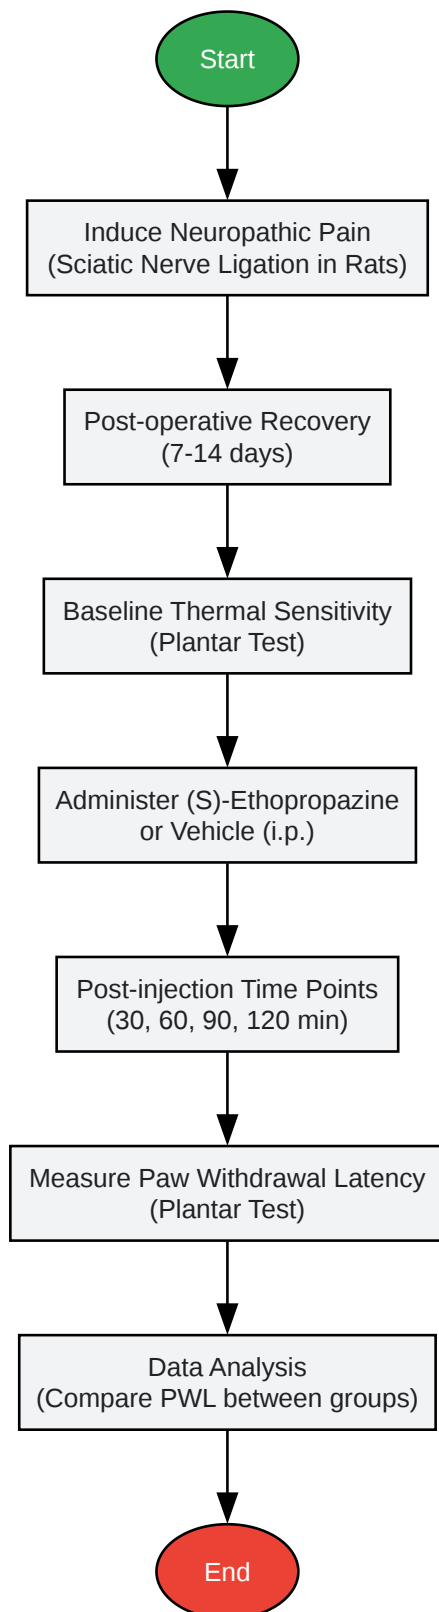 Start
Induce Neuropathic Pain
(Sciatic Nerve Ligation in Rats)
Post-operative Recovery
(7-14 days)
Baseline Thermal Sensitivity
(Plantar Test)
Administer (S)-Ethopropazine
or Vehicle (i.p.)
Post-injection Time Points
(30, 60, 90, 120 min)
Measure Paw Withdrawal Latency
(Plantar Test)
Data Analysis
(Compare PWL between groups)
End